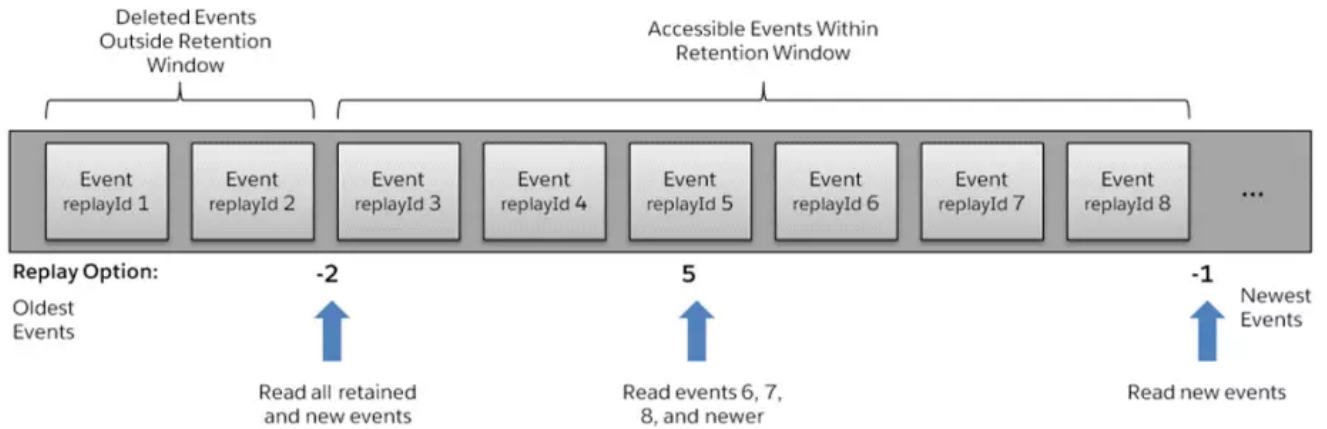 Deleted Events
Outside Retention
Window
Accessible Events Within
Retention Window
Event
replayId 1
Event
replayId 2
Event
replayId 3
Event
replayId 4
Event
replayId 5
Event
replayId 6
Event
replayId 7
Event
replayId 8
...
Replay Option:
-2
5
-1
Oldest
Events
Newest
Events
Read all retained
and new events
Read events 6, 7,
8, and newer
Read new events